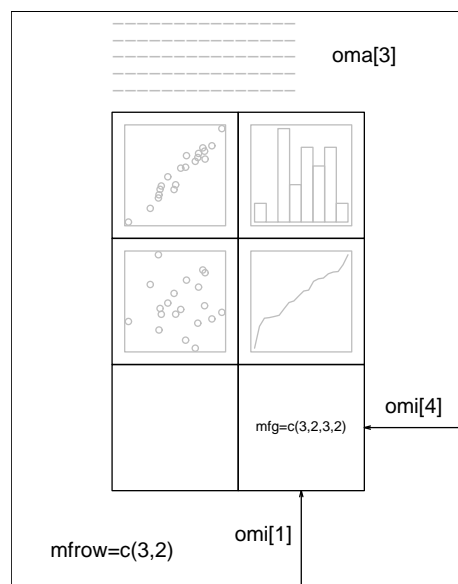 oma[3]
omi[4]
mfg=c(3,2,3,2)
omi[1]
mfrow=c(3,2)